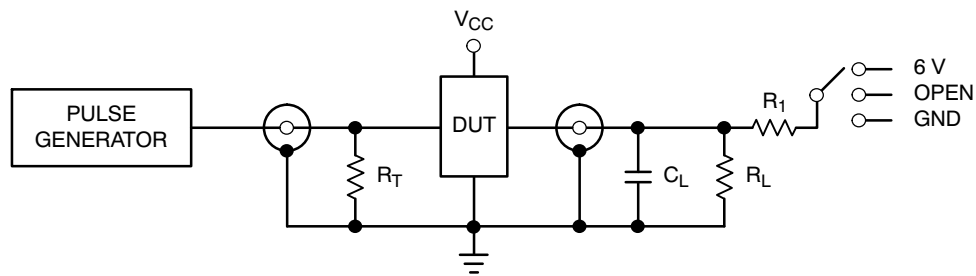 V_CC
PULSE
GENERATOR
R_T
DUT
C_L
R_L
R_1
6 V
OPEN
GND